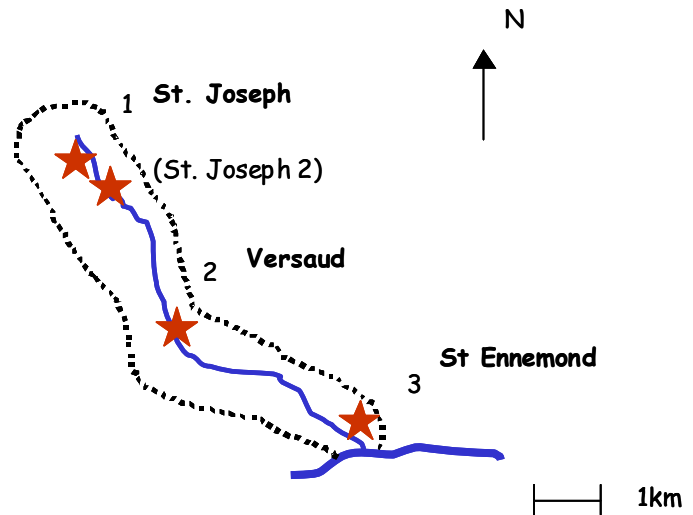 N
1 St. Joseph
(St. Joseph 2)
2 Versaud
St Ennemond
3
1km